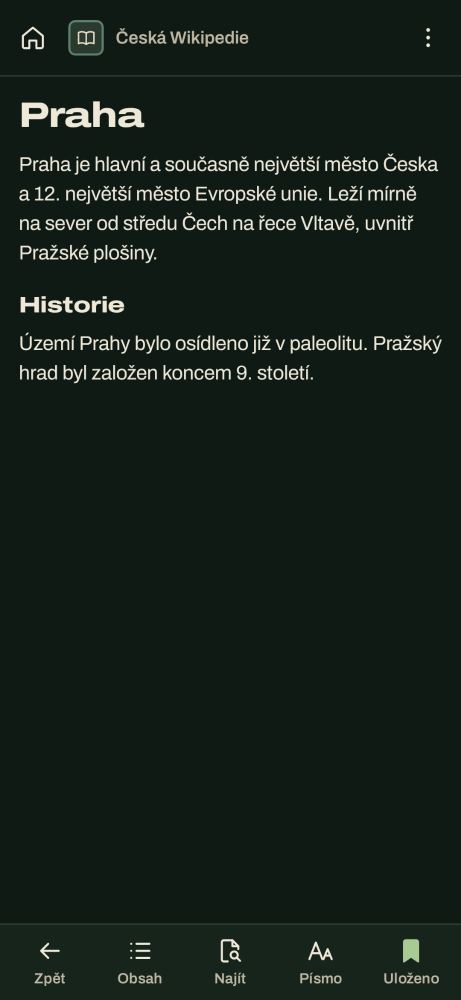 Česká Wikipedie
Praha
Praha je hlavní a současně největší město Česka
a 12. největší město Evropské unie. Leží mírně
na sever od středu Čech na řece Vltavě, uvnitř
Pražské plošiny.
Historie
Území Prahy bylo osídleno již v paleolitu. Pražský
hrad byl založen koncem 9. století.
Zpět
Obsah
Najít
Písmo
Uloženo